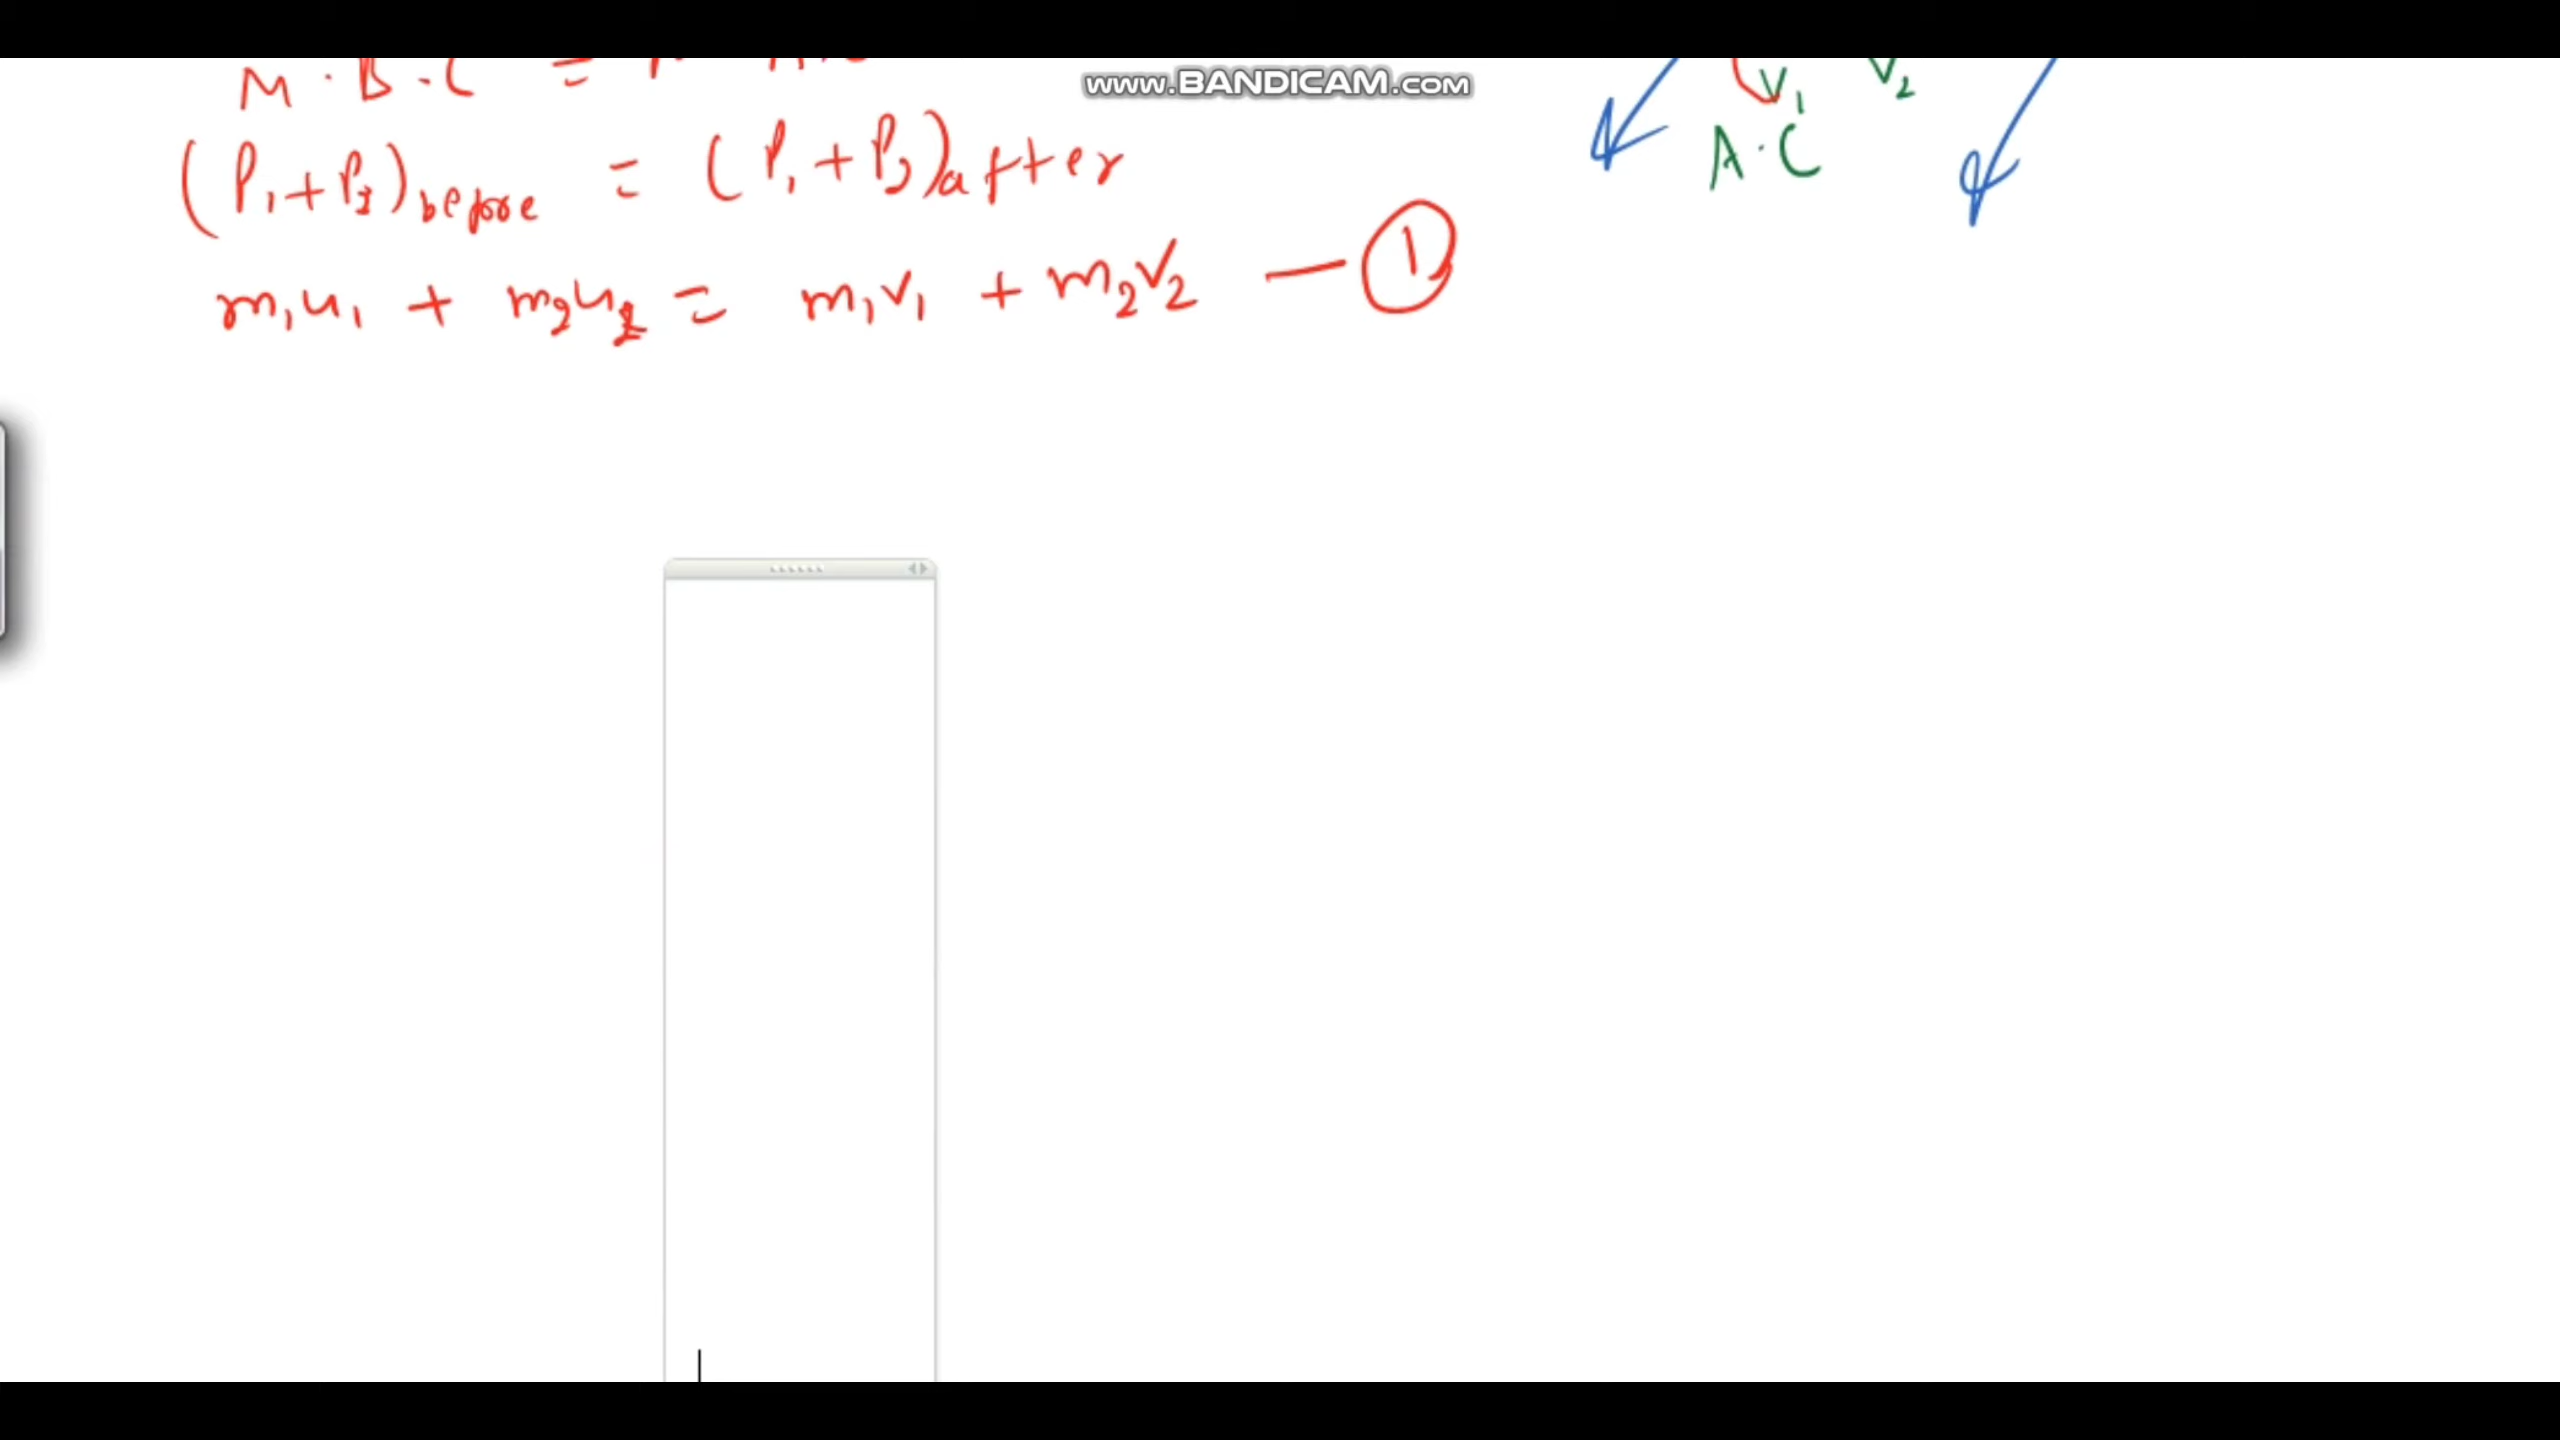 M . B . C =
www.BANDICAM.com
V₁ V₂
(P₁+P₂)before = (P₁+P₂)after
A.C
m₁u₁ + m₂u₂ = m₁v₁ + m₂v₂ — ①